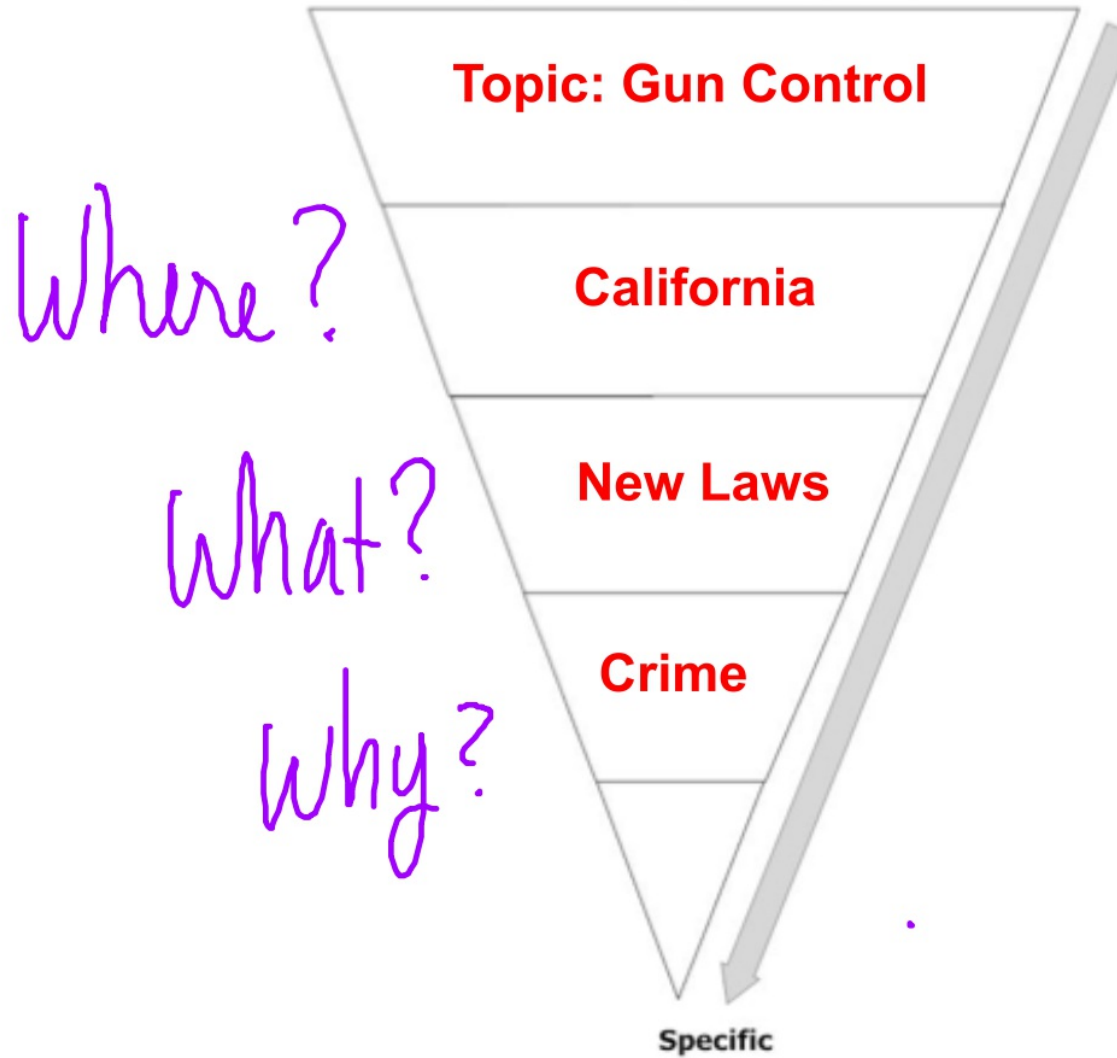 Topic: Gun Control
Where?
California
What?
New Laws
Why?
Crime
Specific